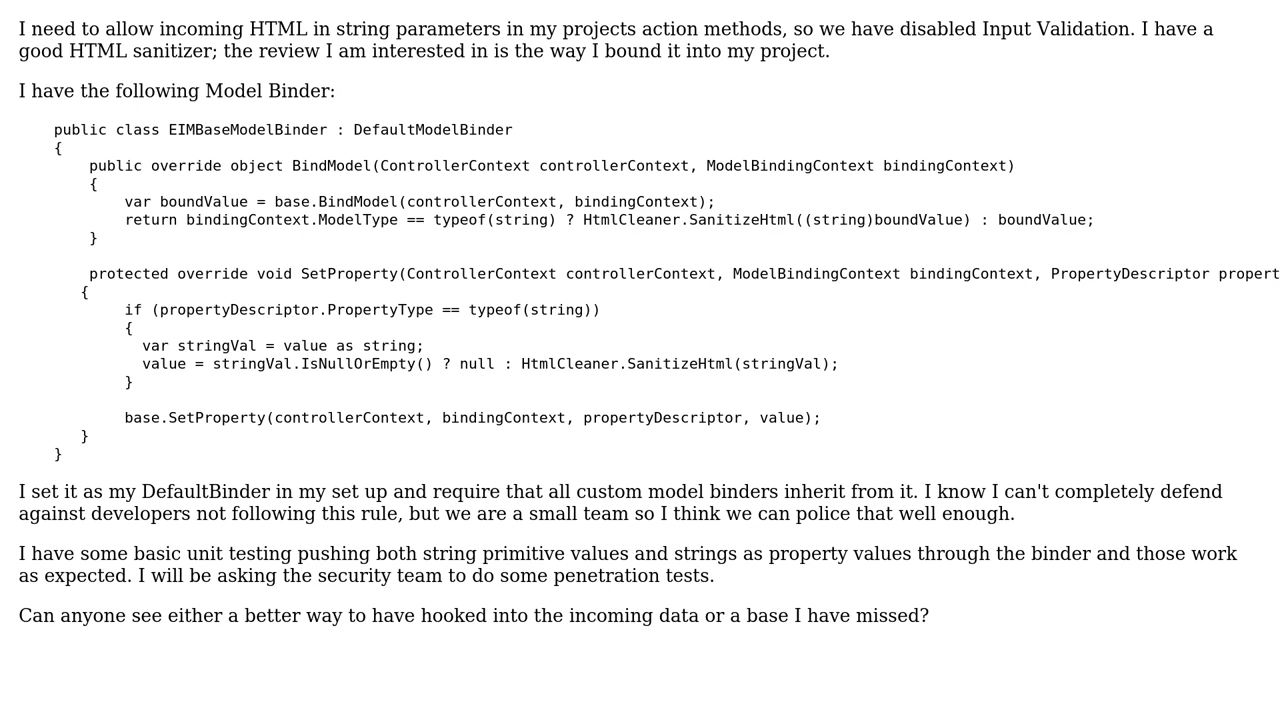 I need to allow incoming HTML in string parameters in my projects action methods, so we have disabled Input Validation. I have a
good HTML sanitizer; the review I am interested in is the way I bound it into my project.
I have the following Model Binder:
public class EIMBaseModelBinder : DefaultModelBinder
{
public override object BindModel(ControllerContext controllerContext, ModelBindingContext bindingContext)
{
var boundValue = base.BindModel(controllerContext, bindingContext);
return bindingContext.ModelType == typeof(string) ? HtmlCleaner.SanitizeHtml((string)boundValue) : boundValue;
}
protected override void SetProperty(ControllerContext controllerContext, ModelBindingContext bindingContext, PropertyDescriptor propert
{
if (propertyDescriptor.PropertyType == typeof(string))
{
var stringVal = value as string;
value = stringVal.IsNullOrEmpty() ? null : HtmlCleaner.SanitizeHtml(stringVal);
}
base.SetProperty(controllerContext, bindingContext, propertyDescriptor, value);
}
}
I set it as my DefaultBinder in my set up and require that all custom model binders inherit from it. I know I can't completely defend
against developers not following this rule, but we are a small team so I think we can police that well enough.
I have some basic unit testing pushing both string primitive values and strings as property values through the binder and those work
as expected. I will be asking the security team to do some penetration tests.
Can anyone see either a better way to have hooked into the incoming data or a base I have missed?